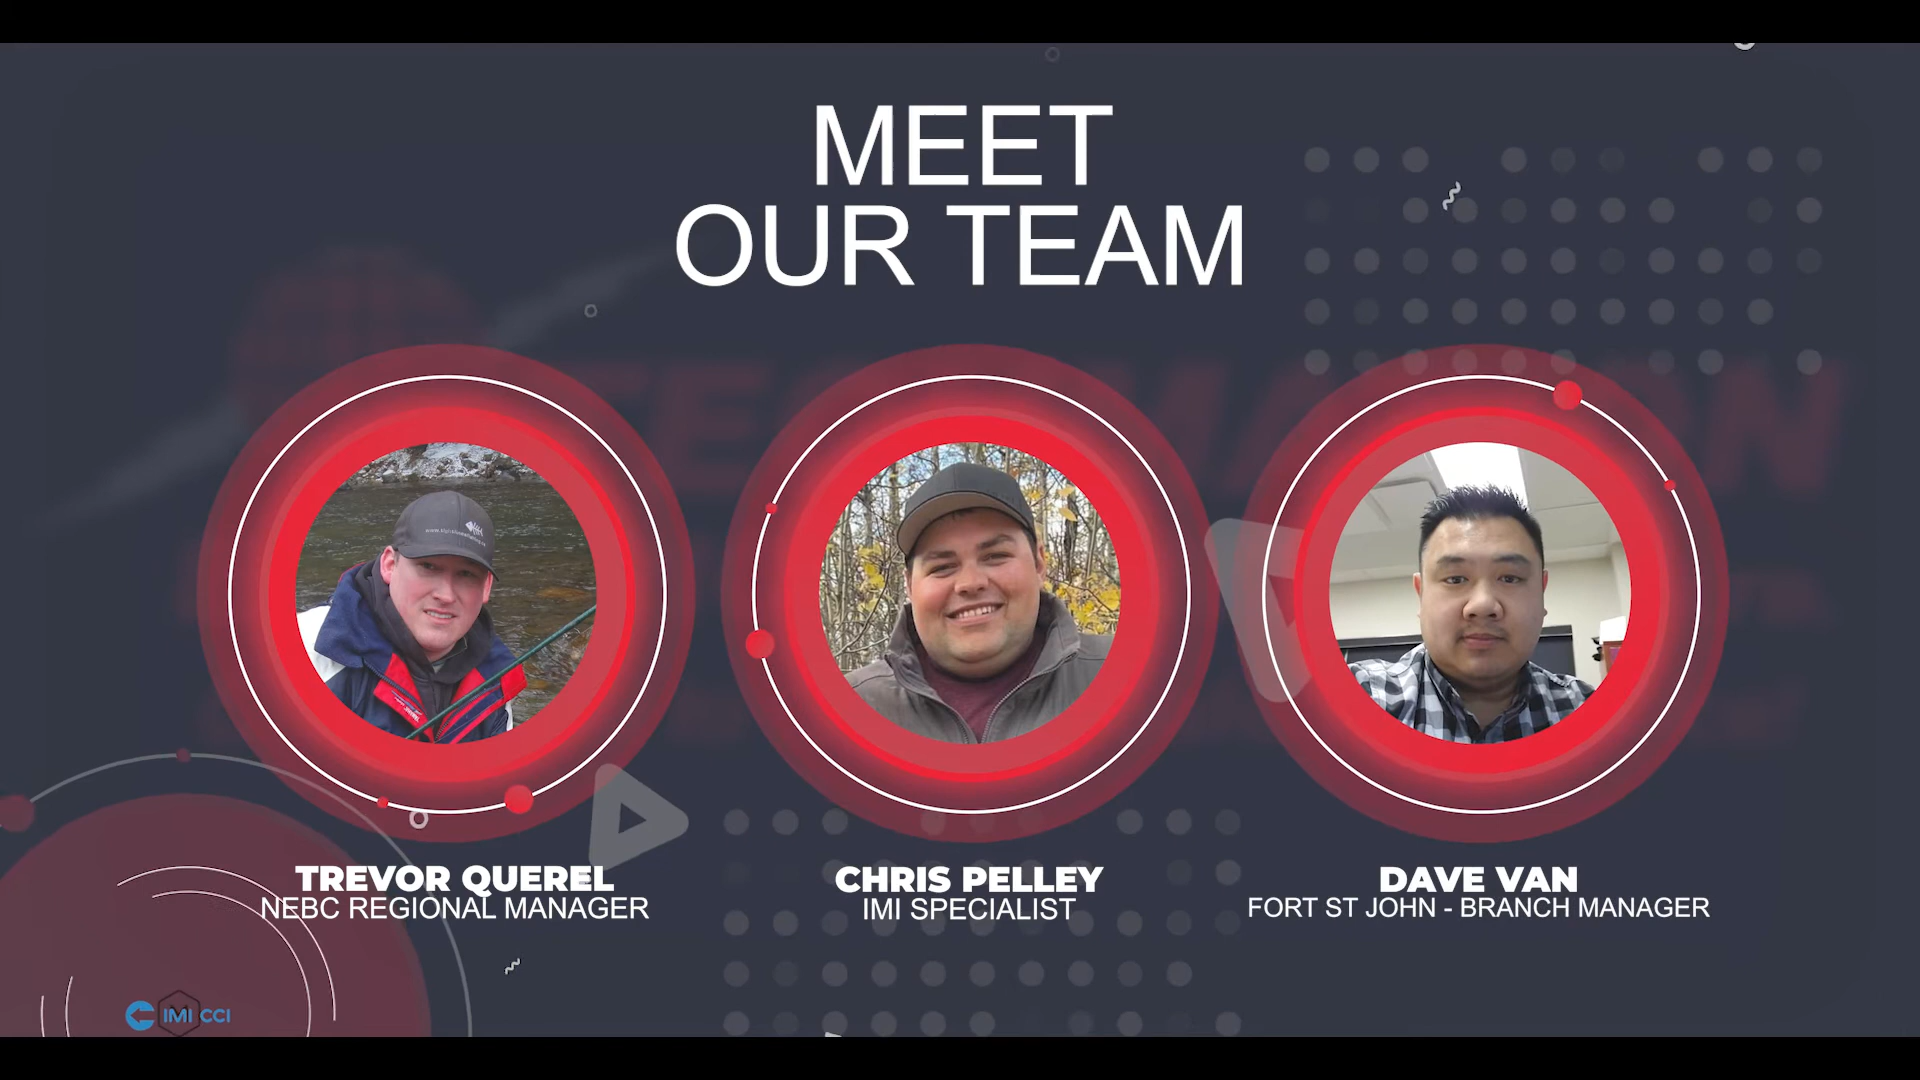 MEET
OUR TEAM
TREVOR QUEREL
NEBC REGIONAL MANAGER
CHRIS PELLEY
IMI SPECIALIST
DAVE VAN
FORT ST JOHN - BRANCH MANAGER
IMI CCI